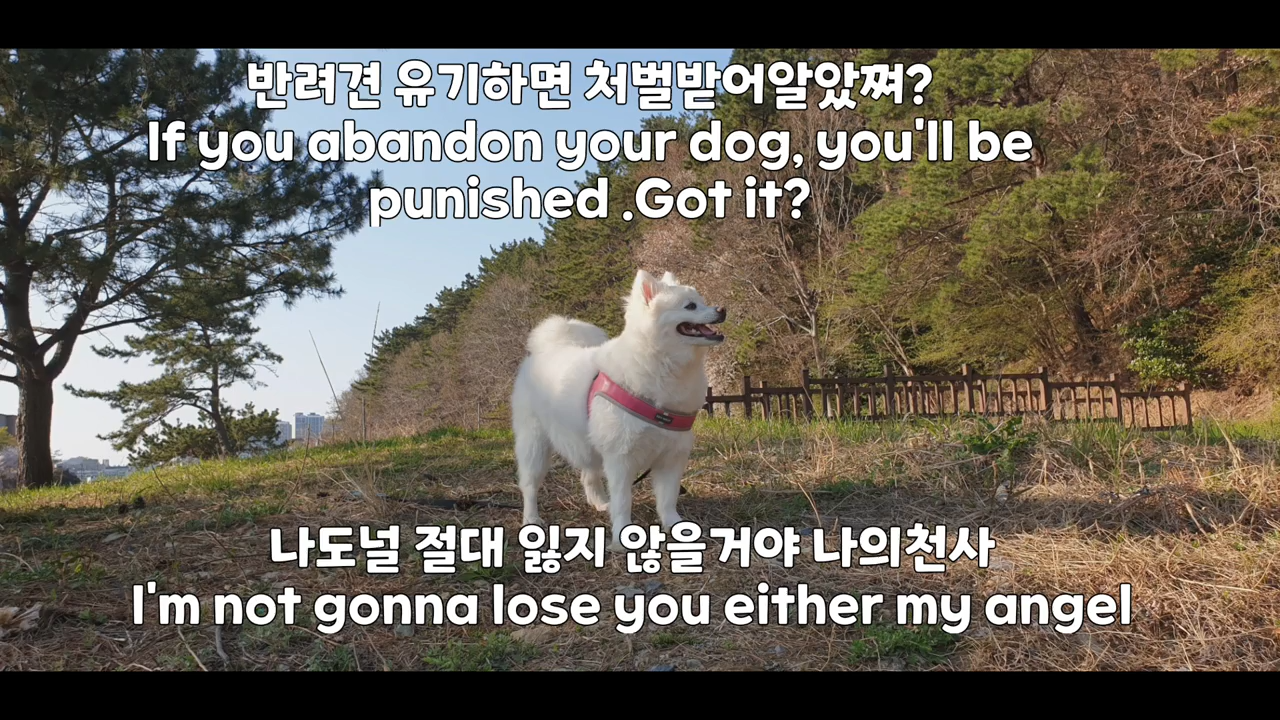 반려견 유기하면 처벌받어알았쪄?
If you abandon your dog, you'll be
punished .Got it?
나도널 절대 잃지 않을거야 나의천사
I'm not gonna lose you either my angel